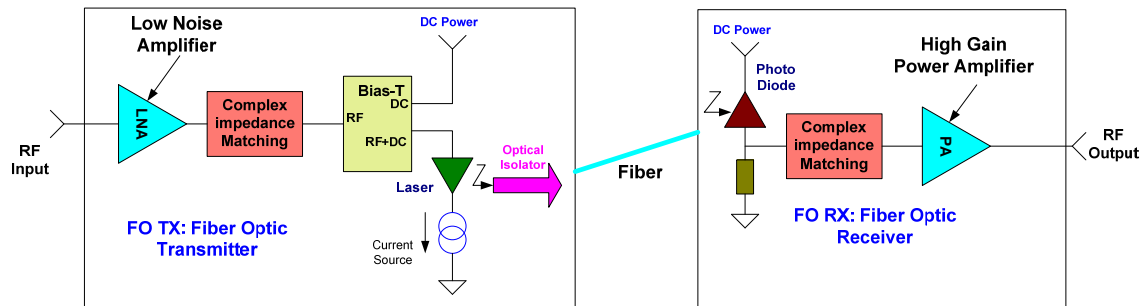 Low Noise
Amplifier
LNA
RF
Input
Complex
impedance
Matching
Bias-T
DC
RF
RF+DC
DC Power
Laser
Optical
Isolator
Current
Source
FO TX: Fiber Optic
Transmitter
Fiber
DC Power
Photo
Diode
Complex
impedance
Matching
High Gain
Power Amplifier
PA
RF
Output
FO RX: Fiber Optic
Receiver